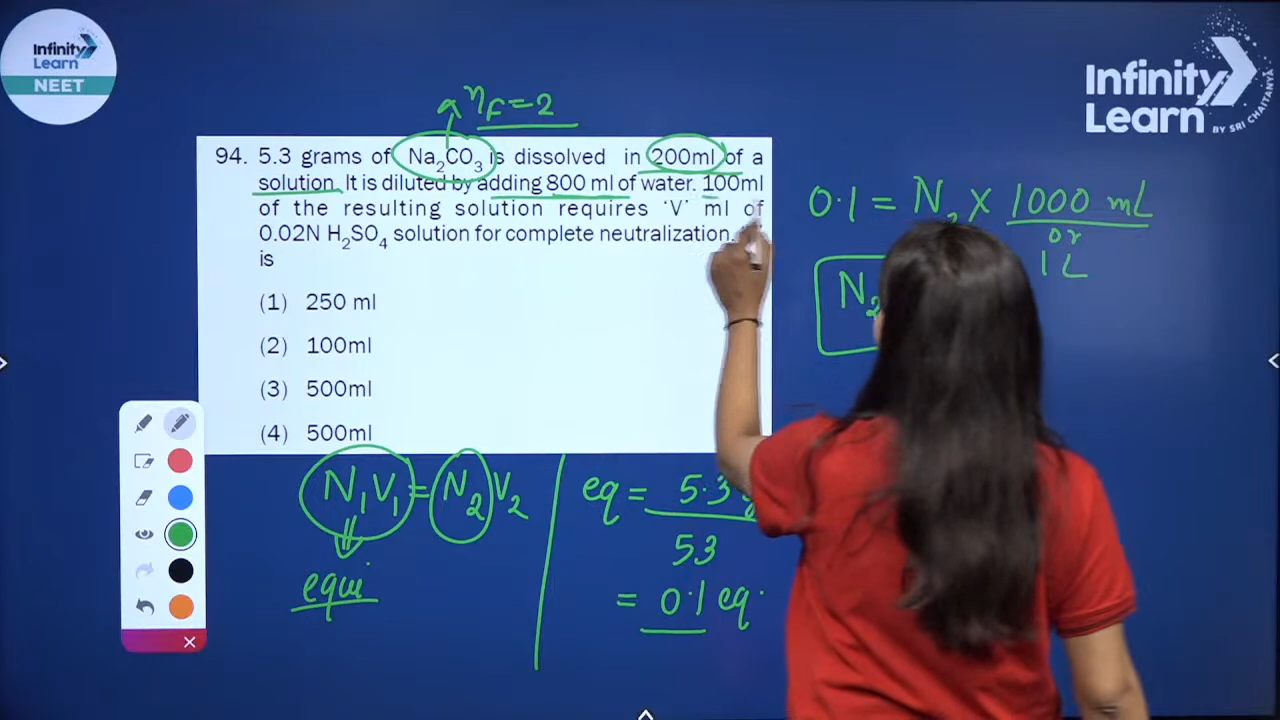 Infinity
Learn
NEET
Infinity
Learn
BY SRI CHAITANYA
ηf = 2
94. 5.3 grams of Na₂CO₃ is dissolved in 200ml of a
solution. It is diluted by adding 800 ml of water. 100ml
of the resulting solution requires 'V' ml of
0.02N H₂SO₄ solution for complete neutralization.
is
(1) 250 ml
(2) 100ml
(3) 500ml
(4) 500ml
0.1 = N₂ × 1000 mL
or
1 L
N₂
N₁V₁ = N₂V₂
equi
eq = 5.3
53
= 0.1 eq.